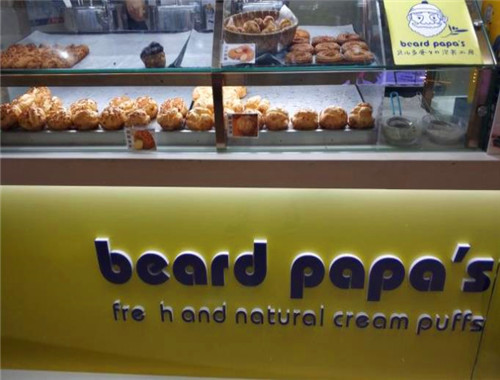 beard papa's
beard papa's
fre h and natural cream puffs